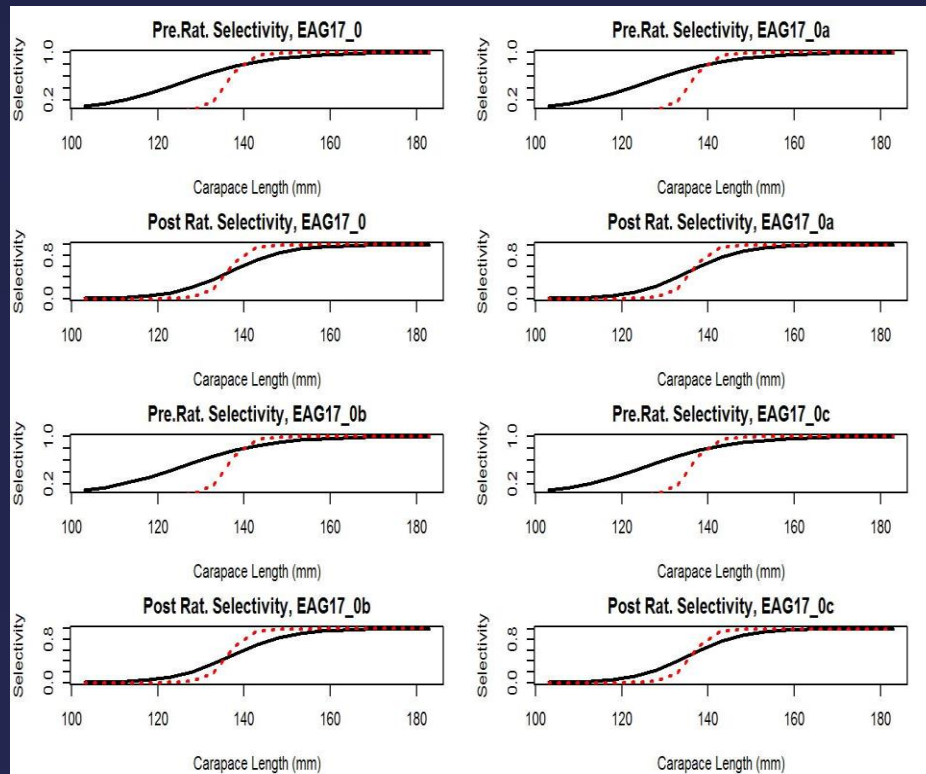 Pre.Rat. Selectivity, EAG17_0
Selectivity
0.2 1.0
100 120 140 160 180
Carapace Length (mm)
Pre.Rat. Selectivity, EAG17_0a
Selectivity
0.2 1.0
100 120 140 160 180
Carapace Length (mm)
Post Rat. Selectivity, EAG17_0
Selectivity
0.0 0.8
100 120 140 160 180
Carapace Length (mm)
Post Rat. Selectivity, EAG17_0a
Selectivity
0.0 0.8
100 120 140 160 180
Carapace Length (mm)
Pre.Rat. Selectivity, EAG17_0b
Selectivity
0.2 1.0
100 120 140 160 180
Carapace Length (mm)
Pre.Rat. Selectivity, EAG17_0c
Selectivity
0.2 1.0
100 120 140 160 180
Carapace Length (mm)
Post Rat. Selectivity, EAG17_0b
Selectivity
0.0 0.8
100 120 140 160 180
Carapace Length (mm)
Post Rat. Selectivity, EAG17_0c
Selectivity
0.0 0.8
100 120 140 160 180
Carapace Length (mm)